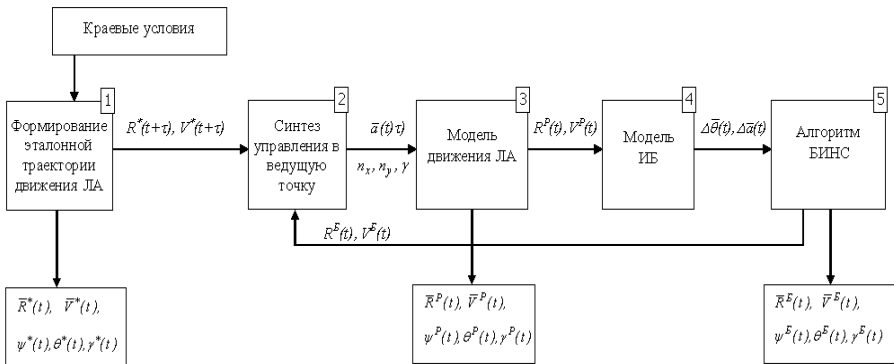 Краевые условия
1
Формирование
эталонной
траектории
движения ЛА
R*(t+τ), V*(t+τ)
2
Синтез
управления в
ведущую
точку
a̅(t)τ)
n_x, n_y, γ
3
Модель
движения ЛА
R^P(t), V^P(t)
4
Модель
ИБ
Δθ̅(t), Δa̅(t)
5
Алгоритм
БИНС
R^Б(t), V^Б(t)
R̅*(t), V̅*(t),
ψ*(t), θ*(t), γ*(t)
R̅^P(t), V̅^P(t),
ψ^P(t), θ^P(t), γ^P(t)
R̅^Б(t), V̅^Б(t),
ψ^Б(t), θ^Б(t), γ^Б(t)